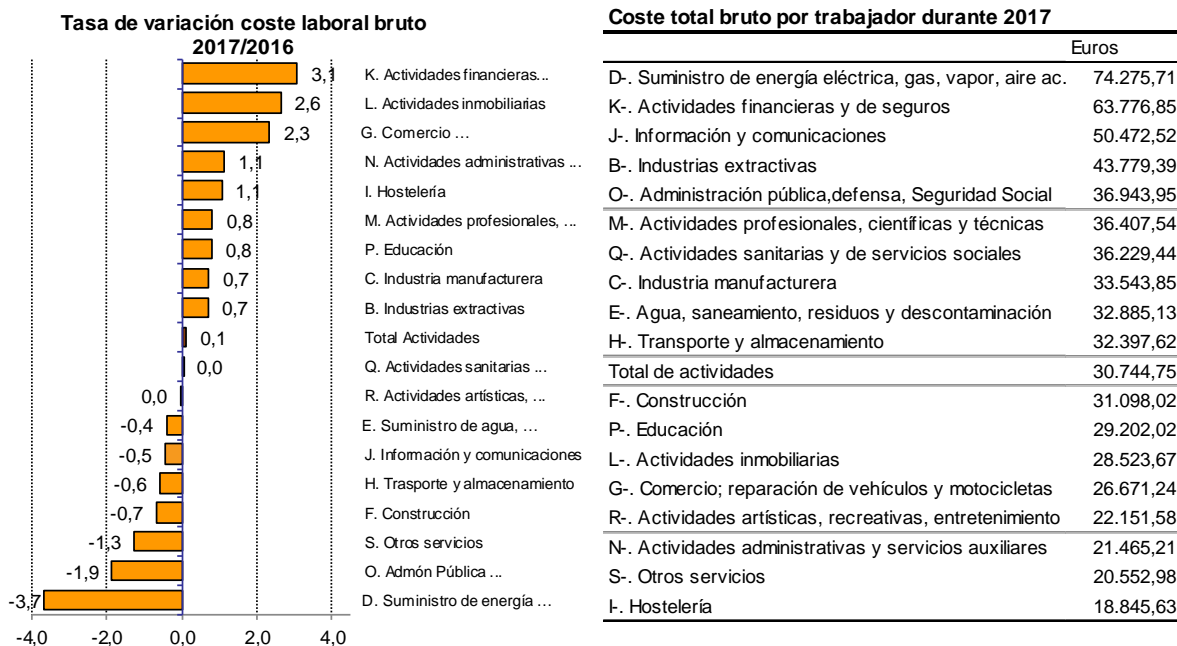 Tasa de variación coste laboral bruto
2017/2016
3,1 K. Actividades financieras...
2,6 L. Actividades inmobiliarias
2,3 G. Comercio ...
1,1 N. Actividades administrativas ...
1,1 I. Hostelería
0,8 M. Actividades profesionales, ...
0,8 P. Educación
0,7 C. Industria manufacturera
0,7 B. Industrias extractivas
0,1 Total Actividades
0,0 Q. Actividades sanitarias ...
0,0 R. Actividades artísticas, ...
-0,4 E. Suministro de agua, ...
-0,5 J. Información y comunicaciones
-0,6 H. Trasporte y almacenamiento
-0,7 F. Construcción
-1,3 S. Otros servicios
-1,9 O. Admón Pública ...
-3,7 D. Suministro de energía ...
-4,0 -2,0 0,0 2,0 4,0
Coste total bruto por trabajador durante 2017
Euros
D-. Suministro de energía eléctrica, gas, vapor, aire ac. 74.275,71
K-. Actividades financieras y de seguros 63.776,85
J-. Información y comunicaciones 50.472,52
B-. Industrias extractivas 43.779,39
O-. Administración pública,defensa, Seguridad Social 36.943,95
M-. Actividades profesionales, científicas y técnicas 36.407,54
Q-. Actividades sanitarias y de servicios sociales 36.229,44
C-. Industria manufacturera 33.543,85
E-. Agua, saneamiento, residuos y descontaminación 32.885,13
H-. Transporte y almacenamiento 32.397,62
Total de actividades 30.744,75
F-. Construcción 31.098,02
P-. Educación 29.202,02
L-. Actividades inmobiliarias 28.523,67
G-. Comercio; reparación de vehículos y motocicletas 26.671,24
R-. Actividades artísticas, recreativas, entretenimiento 22.151,58
N-. Actividades administrativas y servicios auxiliares 21.465,21
S-. Otros servicios 20.552,98
I-. Hostelería 18.845,63